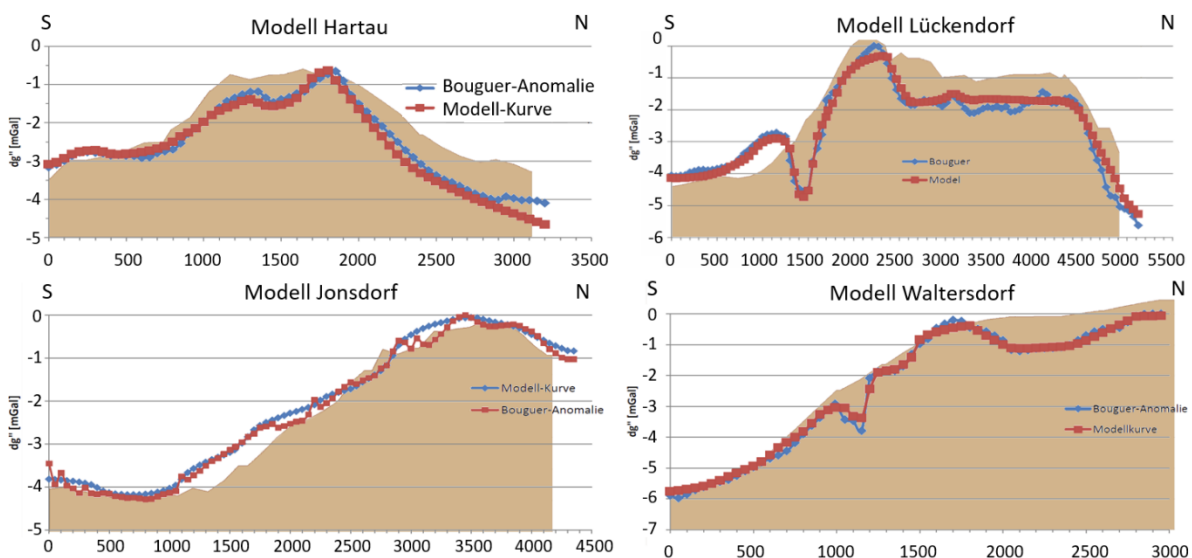 S Modell Hartau N
0
-1
-2
-3
-4
-5
dg" [mGal]
Bouguer-Anomalie
Modell-Kurve
0 500 1000 1500 2000 2500 3000 3500
S Modell Lückendorf N
0
-1
-2
-3
-4
-5
-6
dg" [mGal]
Bouguer
Model
0 500 1000 1500 2000 2500 3000 3500 4000 4500 5000 5500
S Modell Jonsdorf N
0
-1
-2
-3
-4
-5
dg" [mGal]
Modell-Kurve
Bouguer-Anomalie
0 500 1000 1500 2000 2500 3000 3500 4000 4500
S Modell Waltersdorf N
0
-1
-2
-3
-4
-5
-6
-7
dg" [mGal]
Bouguer-Anomalie
Modellkurve
0 500 1000 1500 2000 2500 3000